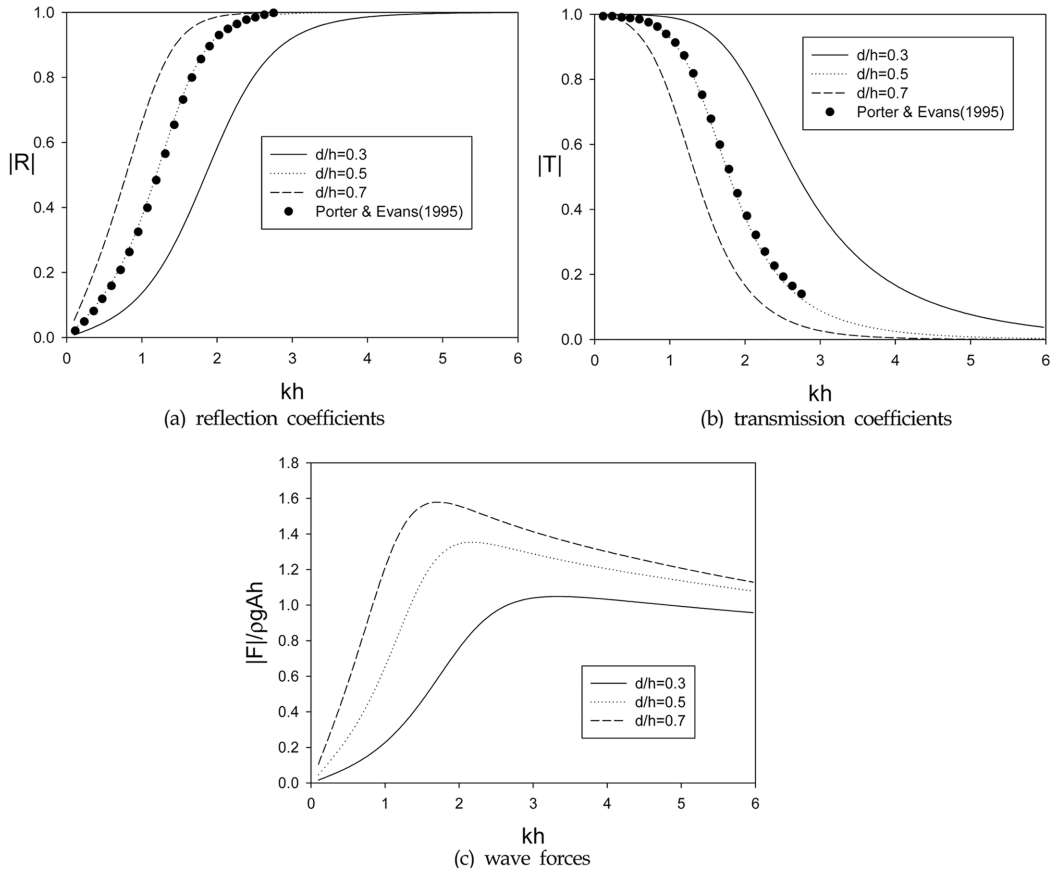 1.0
0.8
0.6
0.4
0.2
0.0
|R|
d/h=0.3
d/h=0.5
d/h=0.7
Porter & Evans(1995)
0 1 2 3 4 5 6
kh
(a) reflection coefficients
1.0
0.8
0.6
0.4
0.2
0.0
|T|
d/h=0.3
d/h=0.5
d/h=0.7
Porter & Evans(1995)
0 1 2 3 4 5 6
kh
(b) transmission coefficients
1.8
1.6
1.4
1.2
1.0
0.8
0.6
0.4
0.2
0.0
|F|/ρgAh
d/h=0.3
d/h=0.5
d/h=0.7
0 1 2 3 4 5 6
kh
(c) wave forces